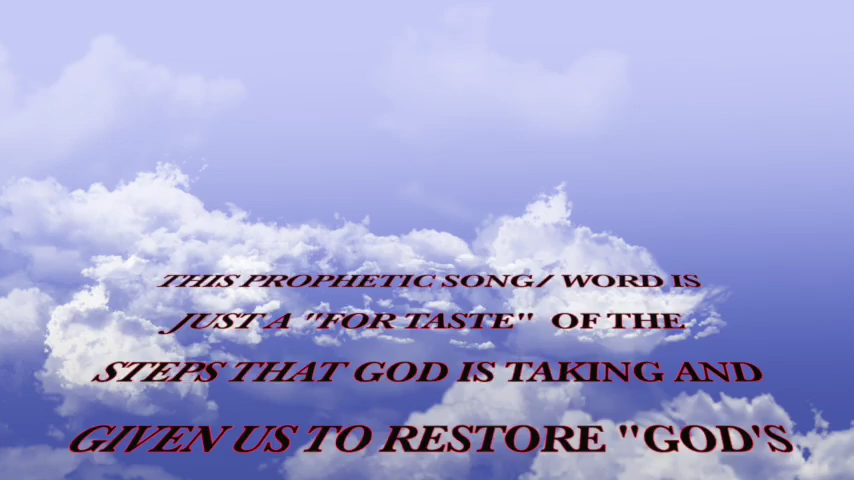 THIS PROPHETIC SONG/ WORD IS
JUST A "FOR TASTE" OF THE
STEPS THAT GOD IS TAKING AND
GIVEN US TO RESTORE "GOD'S